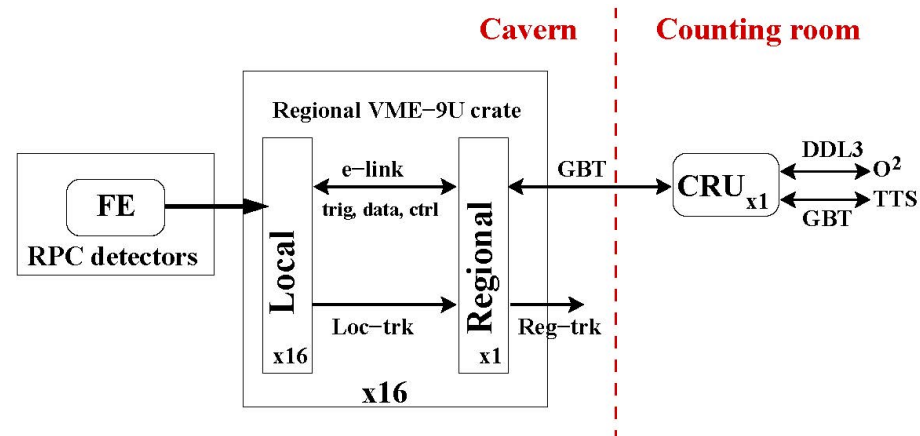 Cavern
Counting room
Regional VME−9U crate
FE
RPC detectors
Local
x16
e−link
trig, data, ctrl
Loc−trk
Regional
x1
x16
GBT
Reg−trk
CRU x1
DDL3
O²
GBT
TTS